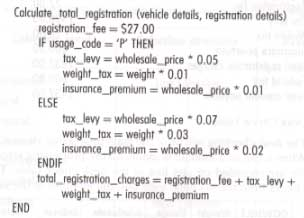 Calculate_total_registration (vehicle details, registration details)
registration_fee = $27.00
IF usage_code = 'P' THEN
tax_levy = wholesale_price * 0.05
weight_tax = weight * 0.01
insurance_premium = wholesale_price * 0.01
ELSE
tax_levy = wholesale_price * 0.07
weight_tax = weight * 0.03
insurance_premium = wholesale_price * 0.02
ENDIF
total_registration_charges = registration_fee + tax_levy +
weight_tax + insurance_premium
END